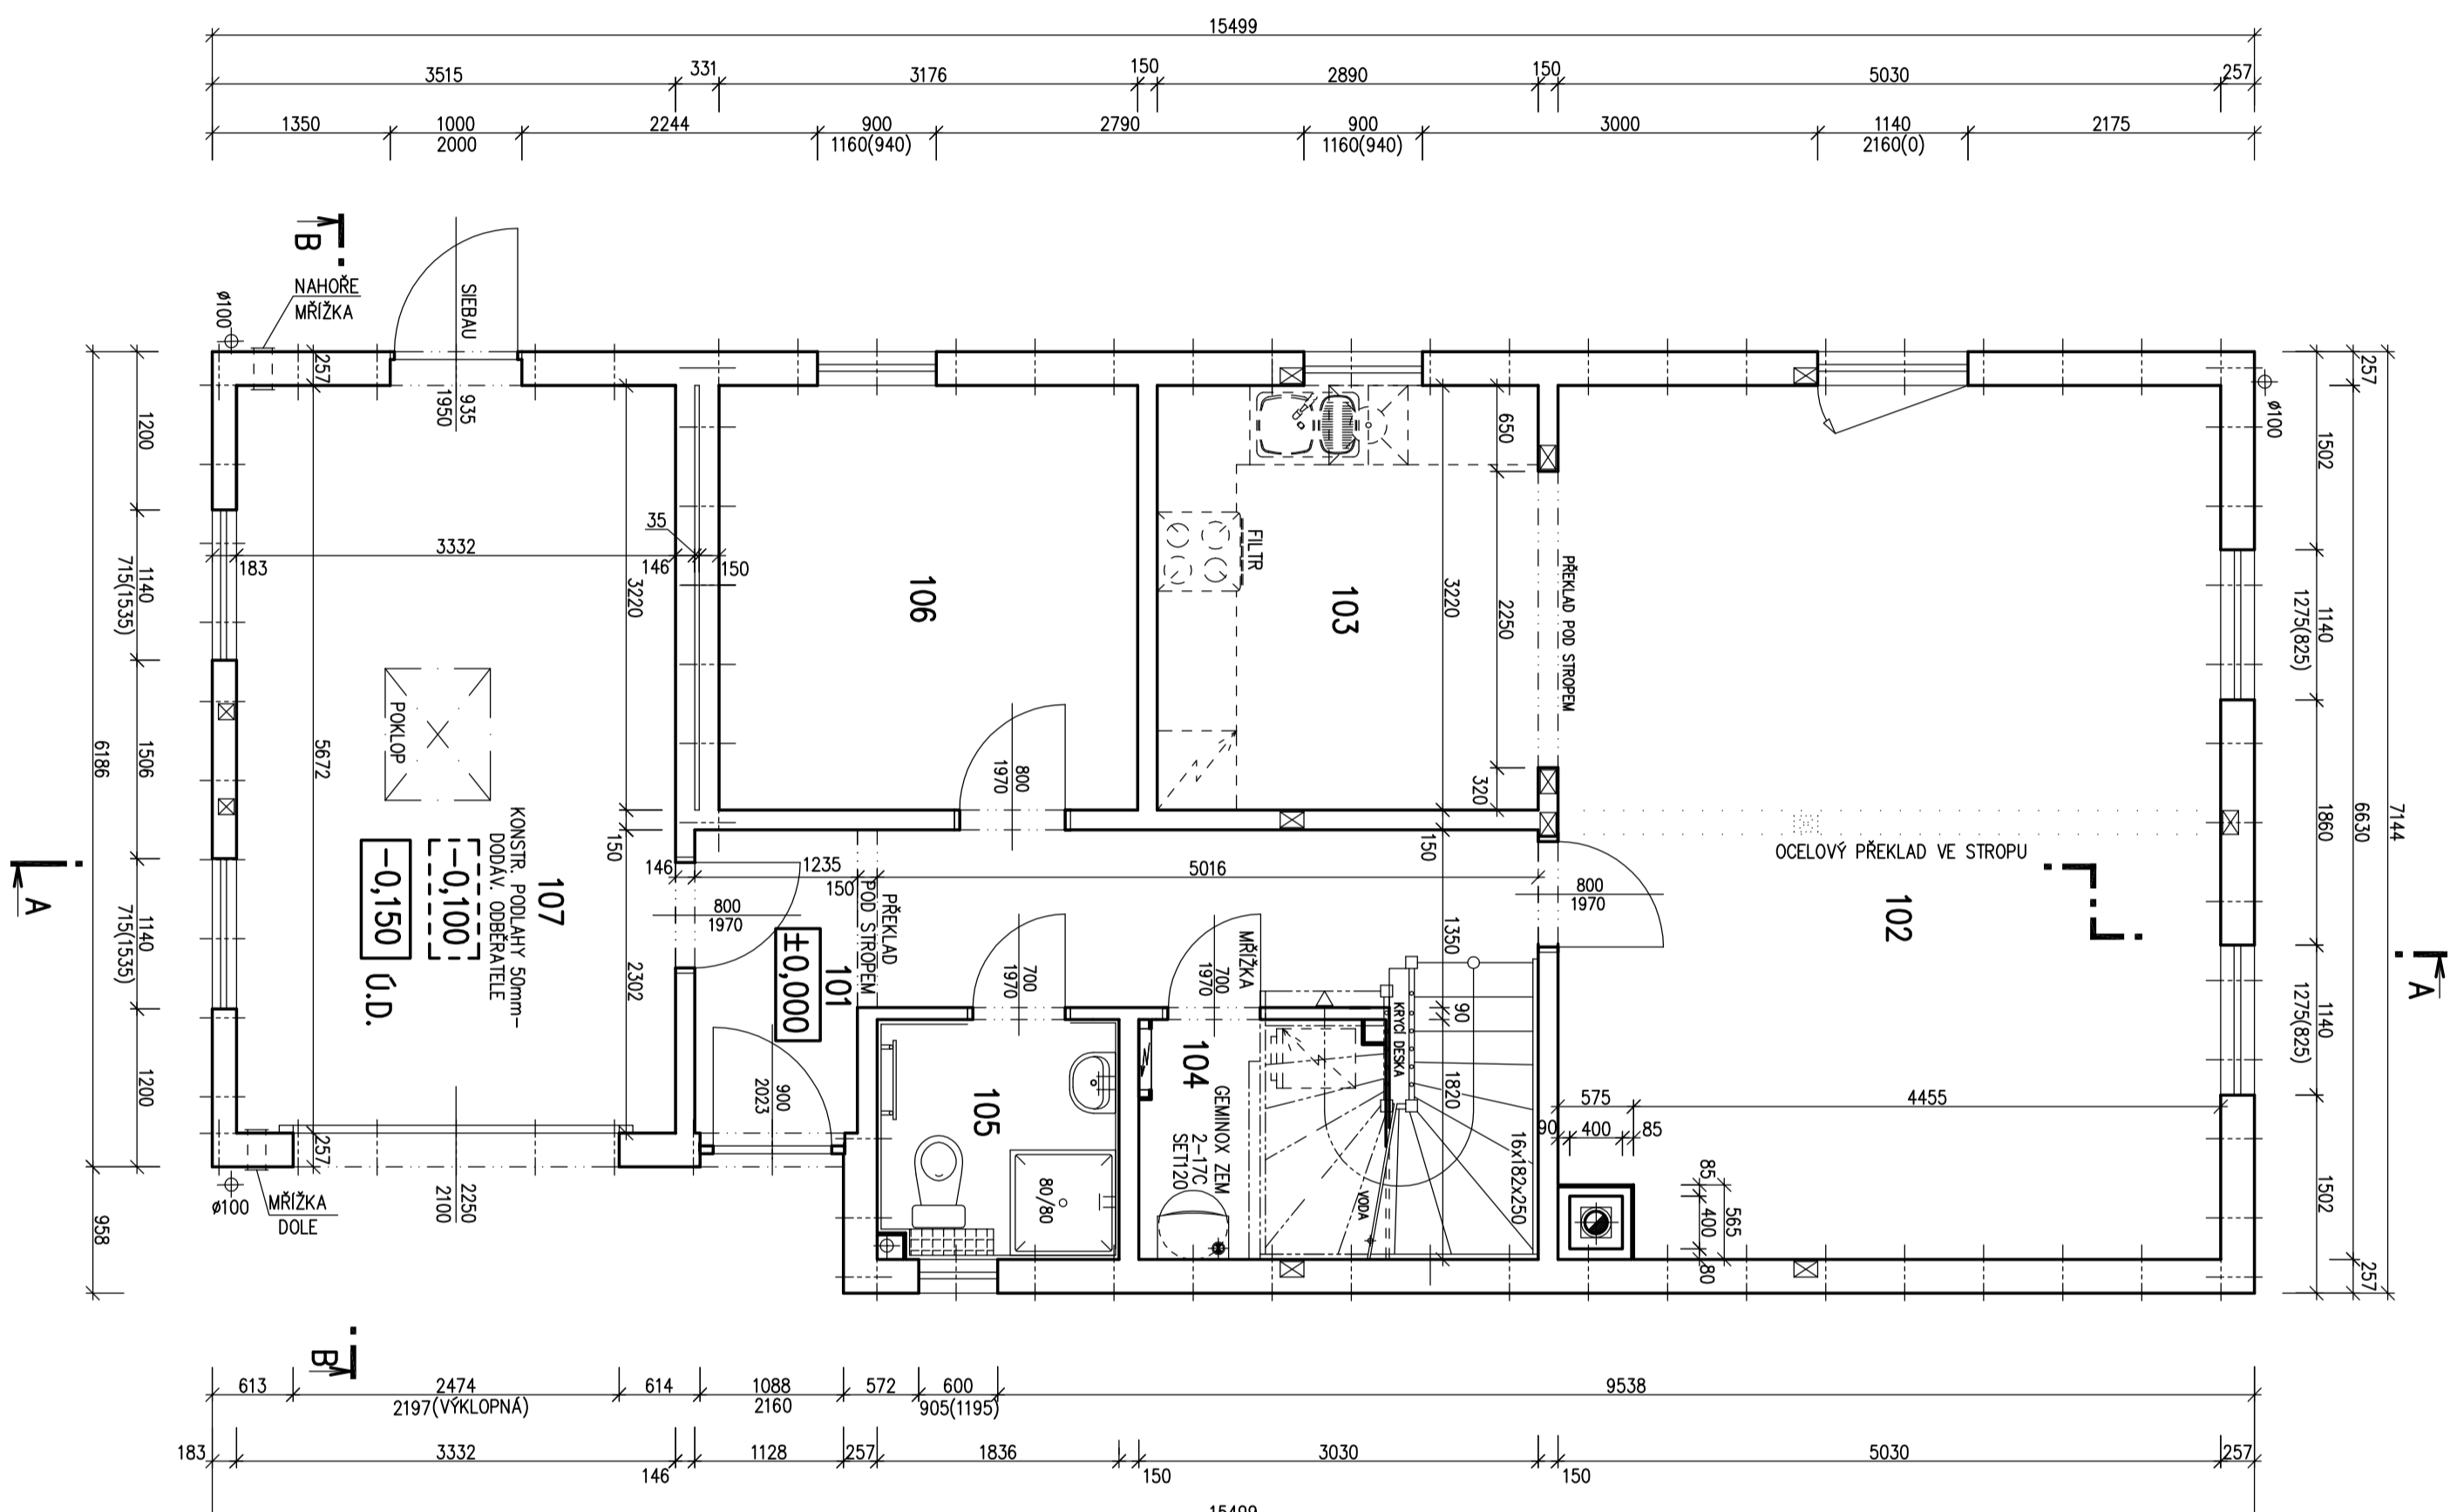 15499
3515 331 3176 150 2890 150 5030 257
1350 1000 2244 900 2790 900 3000 1140 2175
2000 1160(940) 1160(940) 2160(0)
B
NAHOŘE
MŘÍŽKA
ø100
SIEBAU
935
1950
257
1200
1140
715(1535)
1506
1140
715(1535)
1200
6186
958
3332
183
146
35
150
3220
5672
POKLOP
KONSTR. PODLAHY 50mm–
DODÁV. ODBĚRATELE
107
-0,100
-0,150
Ú.D.
150
2302
257
2250
2100
ø100
MŘÍŽKA
DOLE
106
800
1970
146
1235
150
5016
800
1970
PŘEKLAD
POD STROPEM
101
±0,000
900
2023
103
FILTR
650
2250
320
3220
150
PŘEKLAD POD STROPEM
700
1970
700
1970
MŘÍŽKA
1350
90
1820
105
80/80
104
GEMINOX ZEM
2–17C
SET120
KRYCÍ DESKA
VODA
16x182x250
102
OCELOVÝ PŘEKLAD VE STROPU
800
1970
575 4455
90 400 85
85
400
80
565
ø100
257
1502
1140
1275(825)
1860
1140
1275(825)
1502
257
6630
7144
A
A
B
613 2474 614 1088 572 600 9538
2197(VÝKLOPNÁ) 2160 905(1195)
183 3332 146 1128 257 1836 150 3030 150 5030 257
15499